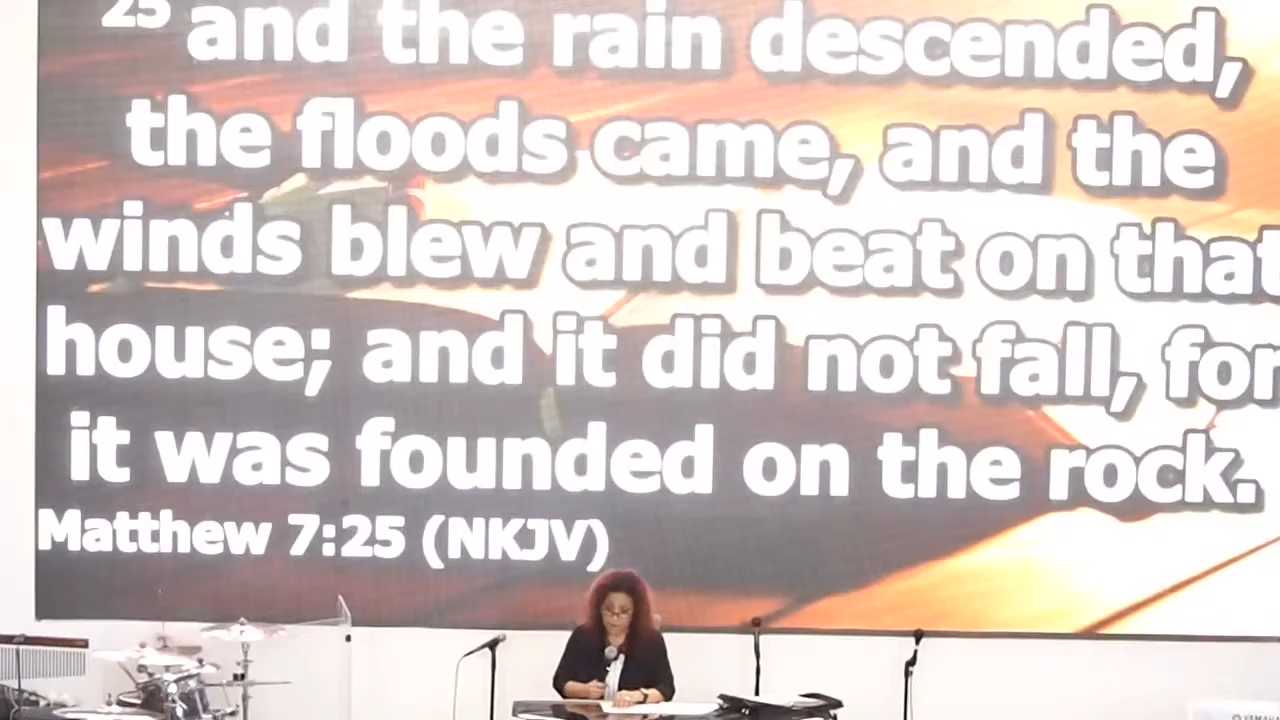 25 and the rain descended,
the floods came, and the
winds blew and beat on that
house; and it did not fall, for
it was founded on the rock.
Matthew 7:25 (NKJV)
YAMAHA